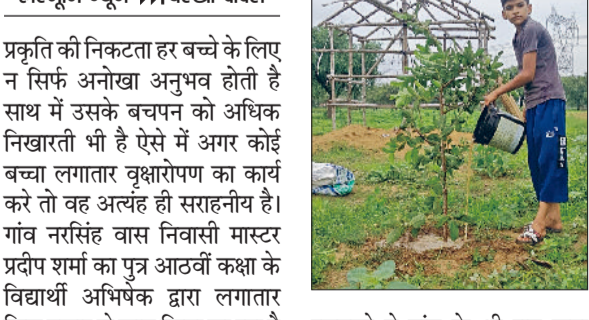 प्रकृति की निकटता हर बच्चे के लिए
न सिर्फ अनोखा अनुभव होती है
साथ में उसके बचपन को अधिक
निखारती भी है ऐसे में अगर कोई
बच्चा लगातार वृक्षारोपण का कार्य
करे तो वह अत्यंह ही सराहनीय है।
गांव नरसिंह वास निवासी मास्टर
प्रदीप शर्मा का पुत्र आठवीं कक्षा के
विद्यार्थी अभिषेक द्वारा लगातार